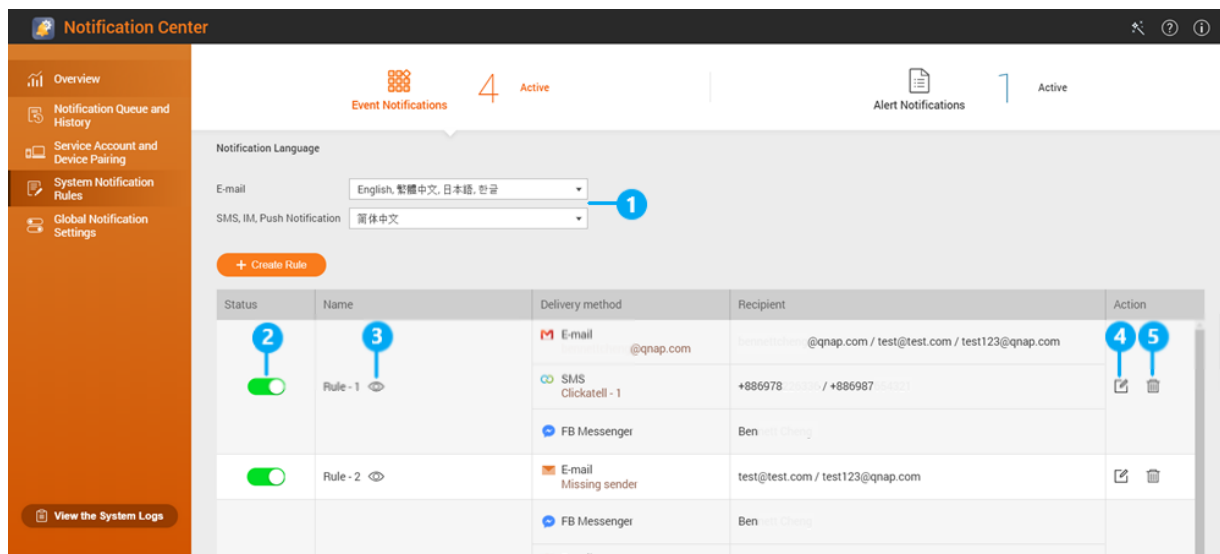 Notification Center
Overview
Notification Queue and
History
Service Account and
Device Pairing
System Notification
Rules
Global Notification
Settings
View the System Logs
Event Notifications
4
Active
Alert Notifications
1
Active
Notification Language
E-mail
English, 繁體中文, 日本語, 한글
1
SMS, IM, Push Notification
简体中文
+ Create Rule
Status Name Delivery method Recipient Action
2
3
4
5
Rule - 1
E-mail
@qnap.com
@qnap.com / test@test.com / test123@qnap.com
SMS
Clickatell - 1
+886978 / +886987
FB Messenger
Ben
Rule - 2
E-mail
Missing sender
test@test.com / test123@qnap.com
FB Messenger
Ben